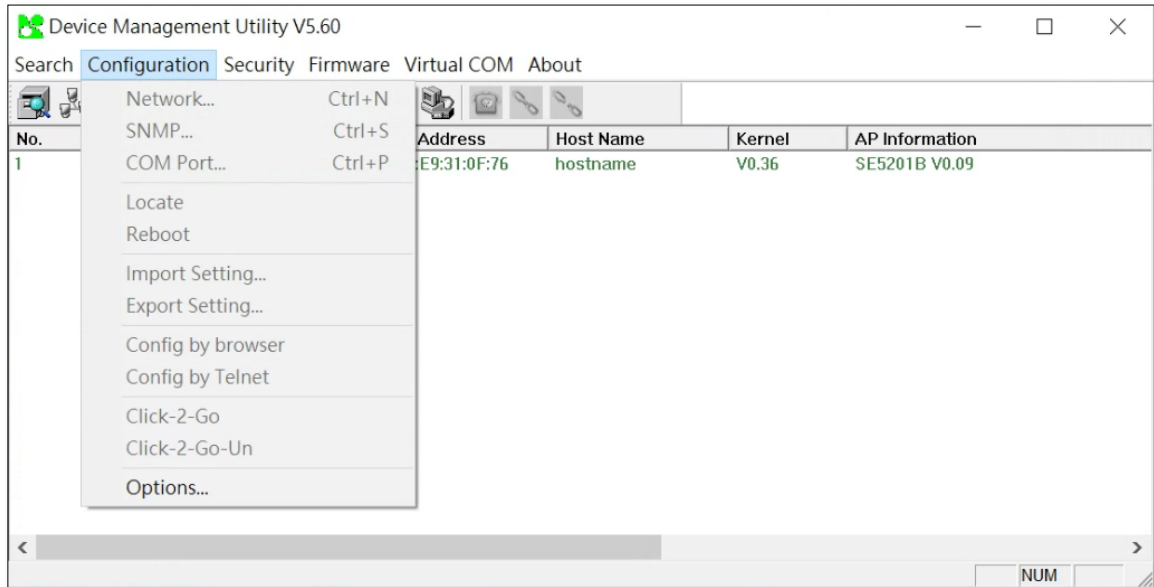 Device Management Utility V5.60
Search Configuration Security Firmware Virtual COM About
Network... Ctrl+N
SNMP... Ctrl+S
COM Port... Ctrl+P
No. Address Host Name Kernel AP Information
1 :E9:31:0F:76 hostname V0.36 SE5201B V0.09
Locate
Reboot
Import Setting...
Export Setting...
Config by browser
Config by Telnet
Click-2-Go
Click-2-Go-Un
Options...
NUM